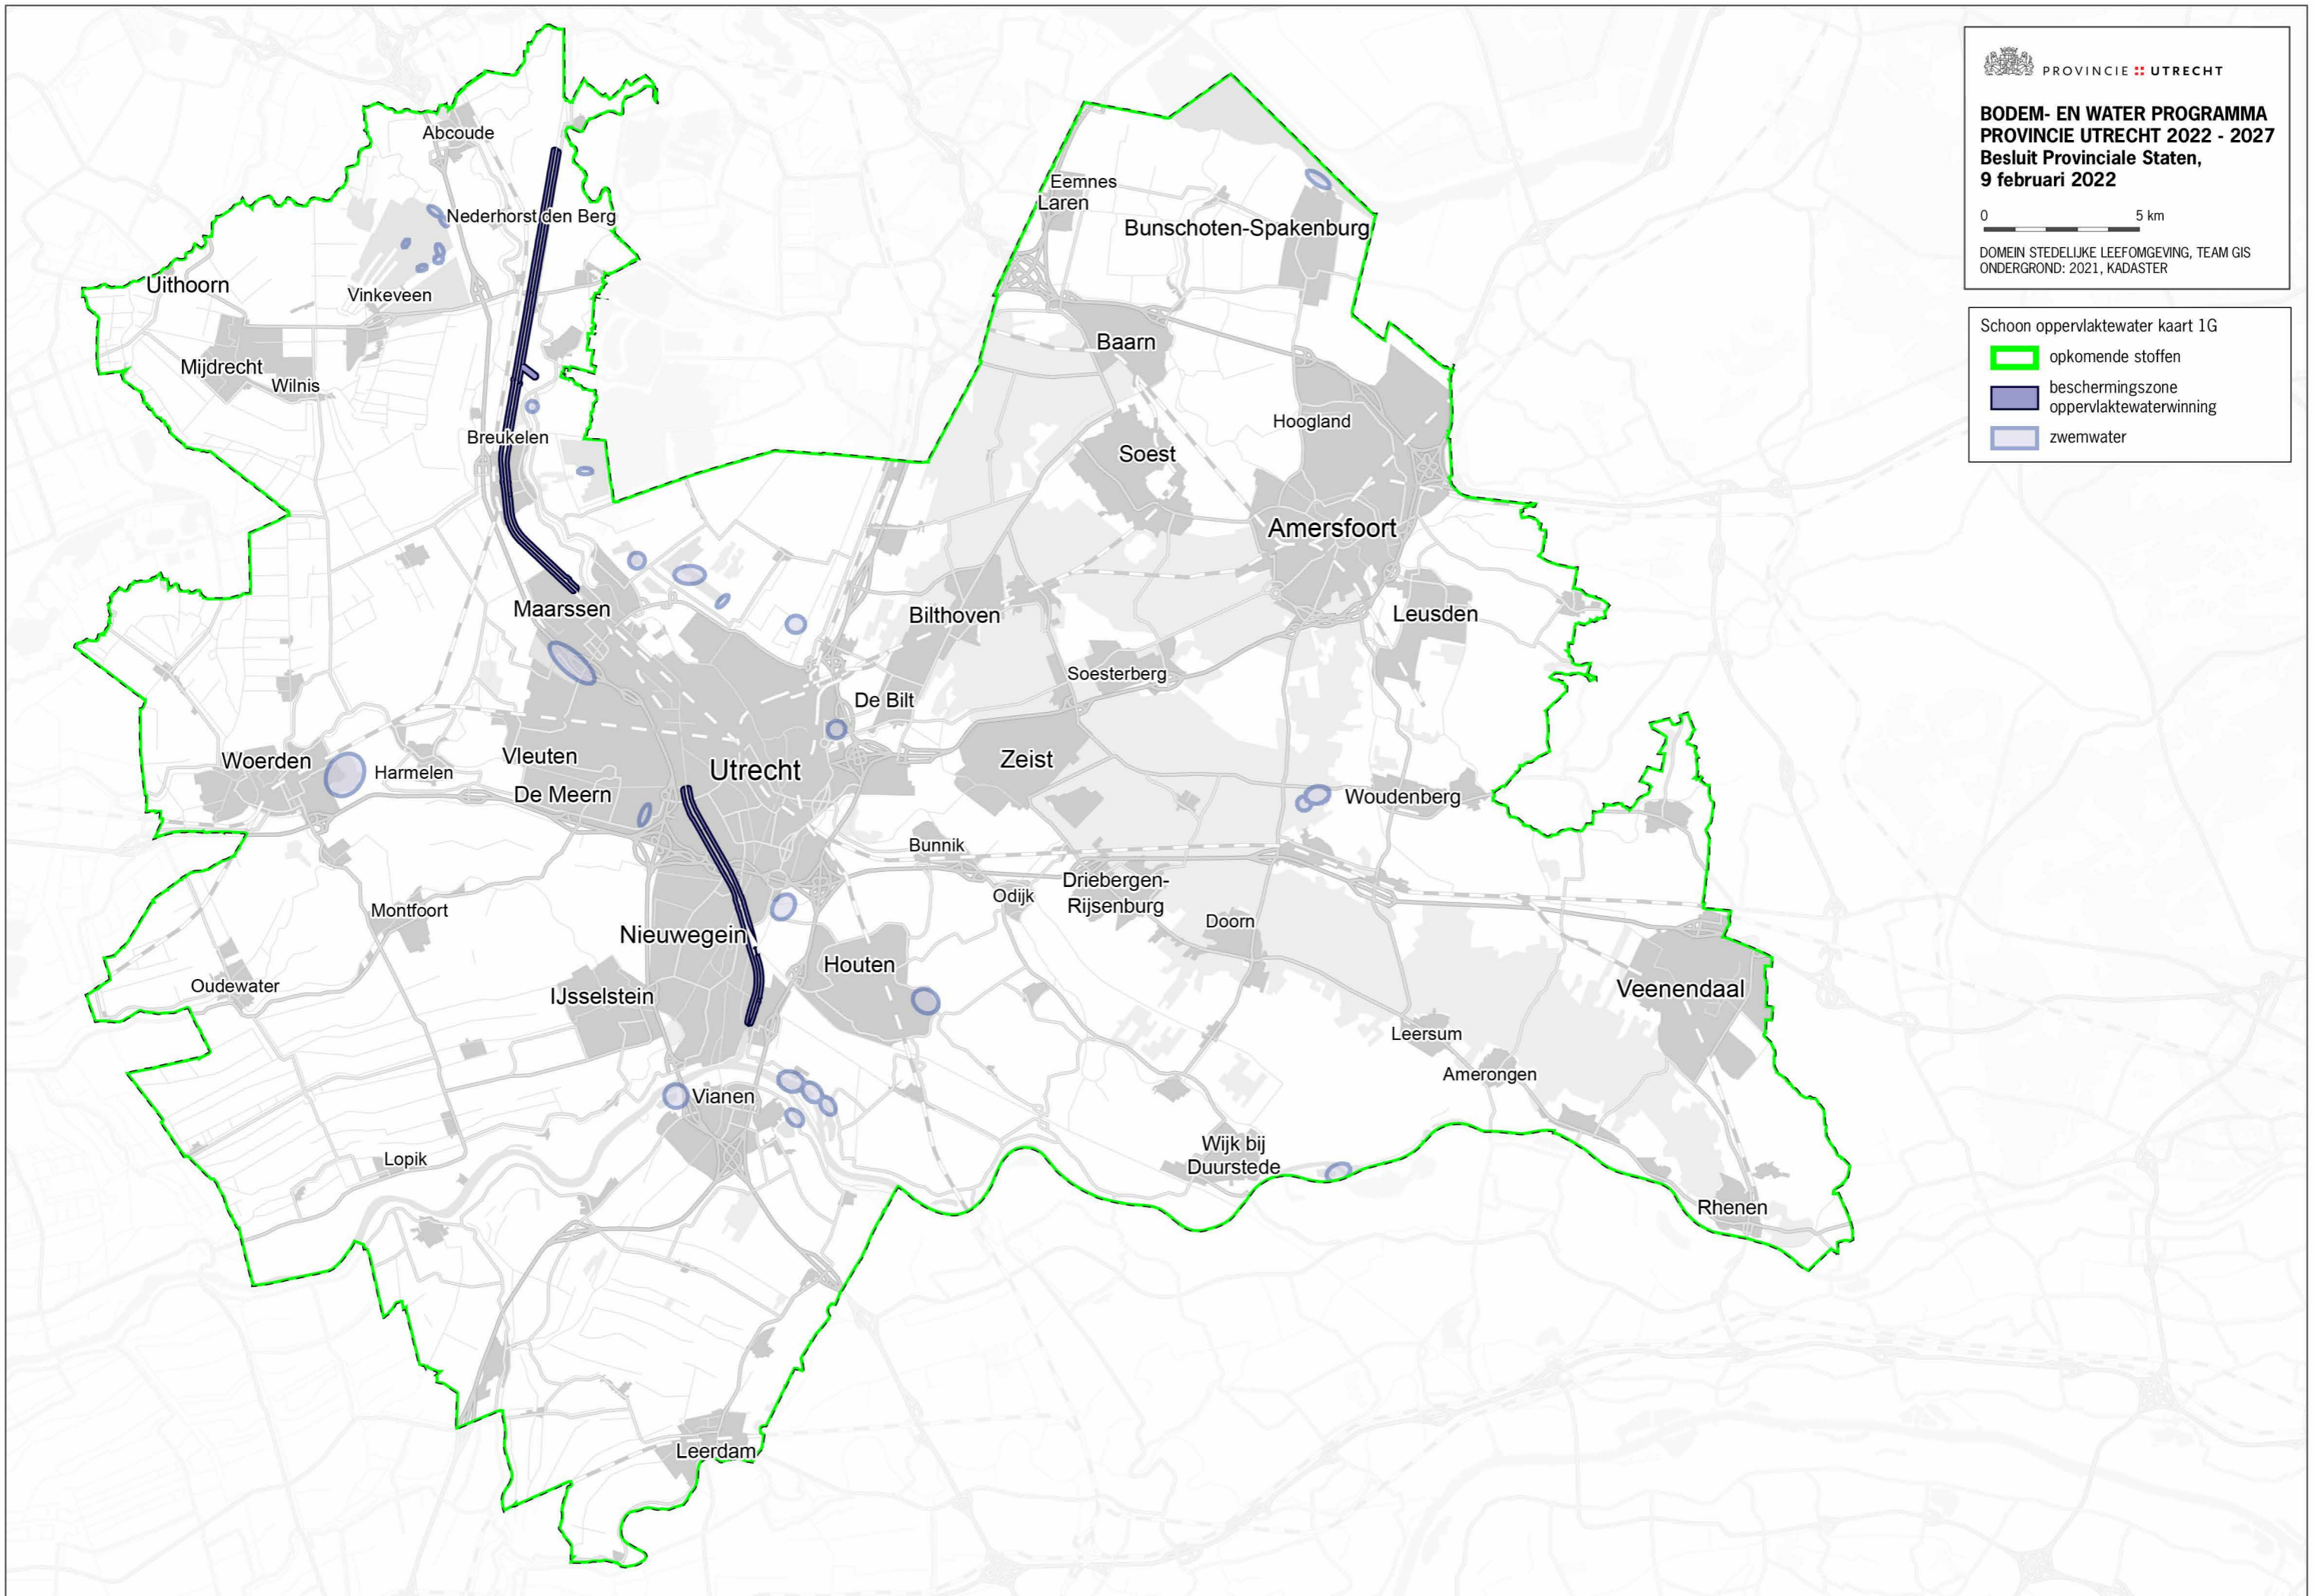 PROVINCIE UTRECHT
BODEM- EN WATER PROGRAMMA
PROVINCIE UTRECHT 2022 - 2027
Besluit Provinciale Staten,
9 februari 2022
0 5 km
DOMEIN STEDELIJKE LEEFOMGEVING, TEAM GIS
ONDERGROND: 2021, KADASTER
Schoon oppervlaktewater kaart 1G
opkomende stoffen
beschermingszone
oppervlaktewaterwinning
zwemwater
Abcoude
Nederhorst den Berg
Eemnes
Laren
Bunschoten-Spakenburg
Uithoorn
Vinkeveen
Baarn
Mijdrecht
Wilnis
Hoogland
Breukelen
Soest
Amersfoort
Maarssen
Bilthoven
Leusden
Soesterberg
De Bilt
Vleuten
Woerden
Harmelen
Utrecht
Zeist
De Meern
Woudenberg
Bunnik
Driebergen-
Rijsenburg
Odijk
Montfoort
Doorn
Nieuwegein
Houten
Oudewater
IJsselstein
Veenendaal
Leersum
Amerongen
Vianen
Lopik
Wijk bij
Duurstede
Rhenen
Leerdam